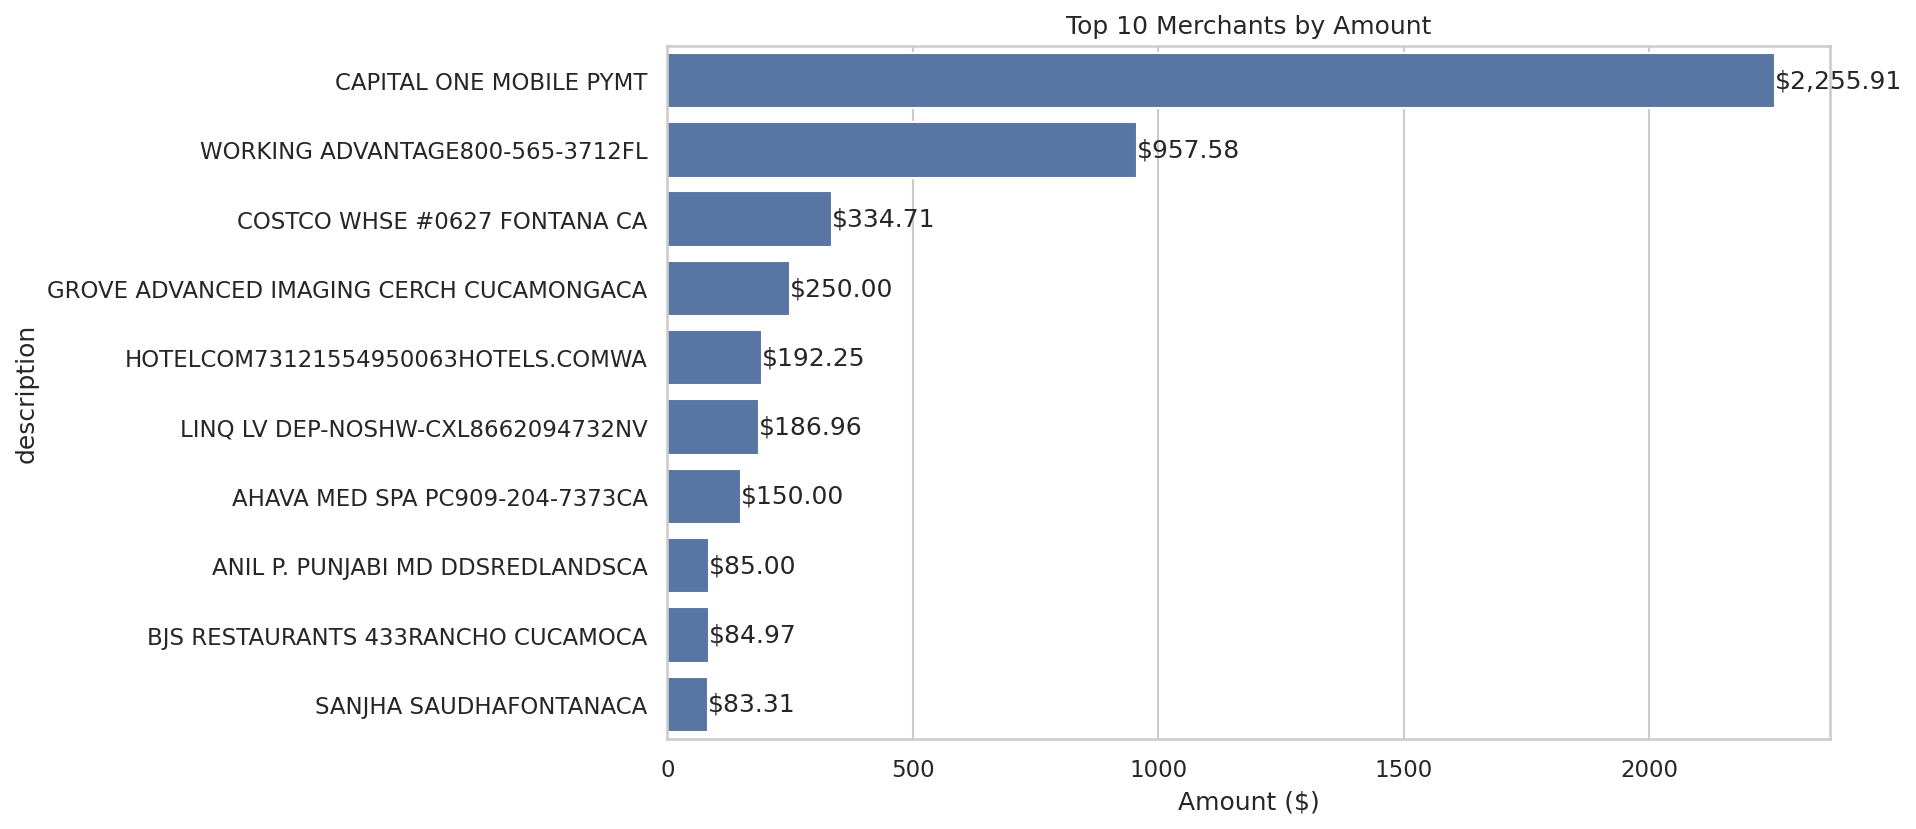 Top 10 Merchants by Amount
CAPITAL ONE MOBILE PYMT $2,255.91
WORKING ADVANTAGE800-565-3712FL $957.58
COSTCO WHSE #0627 FONTANA CA $334.71
GROVE ADVANCED IMAGING CERCH CUCAMONGACA $250.00
HOTELCOM73121554950063HOTELS.COMWA $192.25
LINQ LV DEP-NOSHW-CXL8662094732NV $186.96
AHAVA MED SPA PC909-204-7373CA $150.00
ANIL P. PUNJABI MD DDSREDLANDSCA $85.00
BJS RESTAURANTS 433RANCHO CUCAMOCA $84.97
SANJHA SAUDHAFONTANACA $83.31
description
0 500 1000 1500 2000
Amount ($)